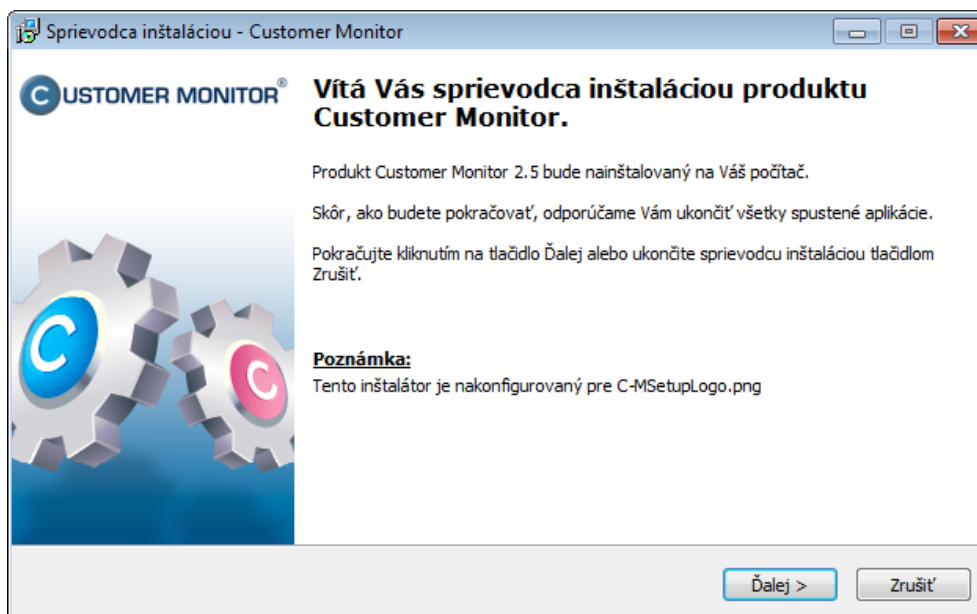 Sprievodca inštaláciou - Customer Monitor
CUSTOMER MONITOR®
Vítá Vás sprievodca inštaláciou produktu
Customer Monitor.
Produkt Customer Monitor 2.5 bude nainštalovaný na Váš počítač.
Skôr, ako budete pokračovať, odporúčame Vám ukončiť všetky spustené aplikácie.
Pokračujte kliknutím na tlačidlo Ďalej alebo ukončite sprievodcu inštaláciou tlačidlom
Zrušiť.
Poznámka:
Tento inštalátor je nakonfigurovaný pre C-MSetupLogo.png
C
C
Ďalej >
Zrušiť